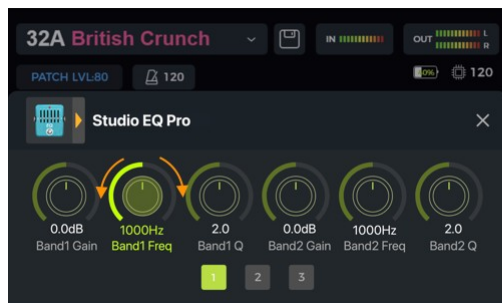 32A British Crunch
IN
OUT
L
R
PATCH LVL:80
120
0%
120
Studio EQ Pro
0.0dB
1000Hz
2.0
0.0dB
1000Hz
2.0
Band1 Gain
Band1 Freq
Band1 Q
Band2 Gain
Band2 Freq
Band2 Q
1
2
3